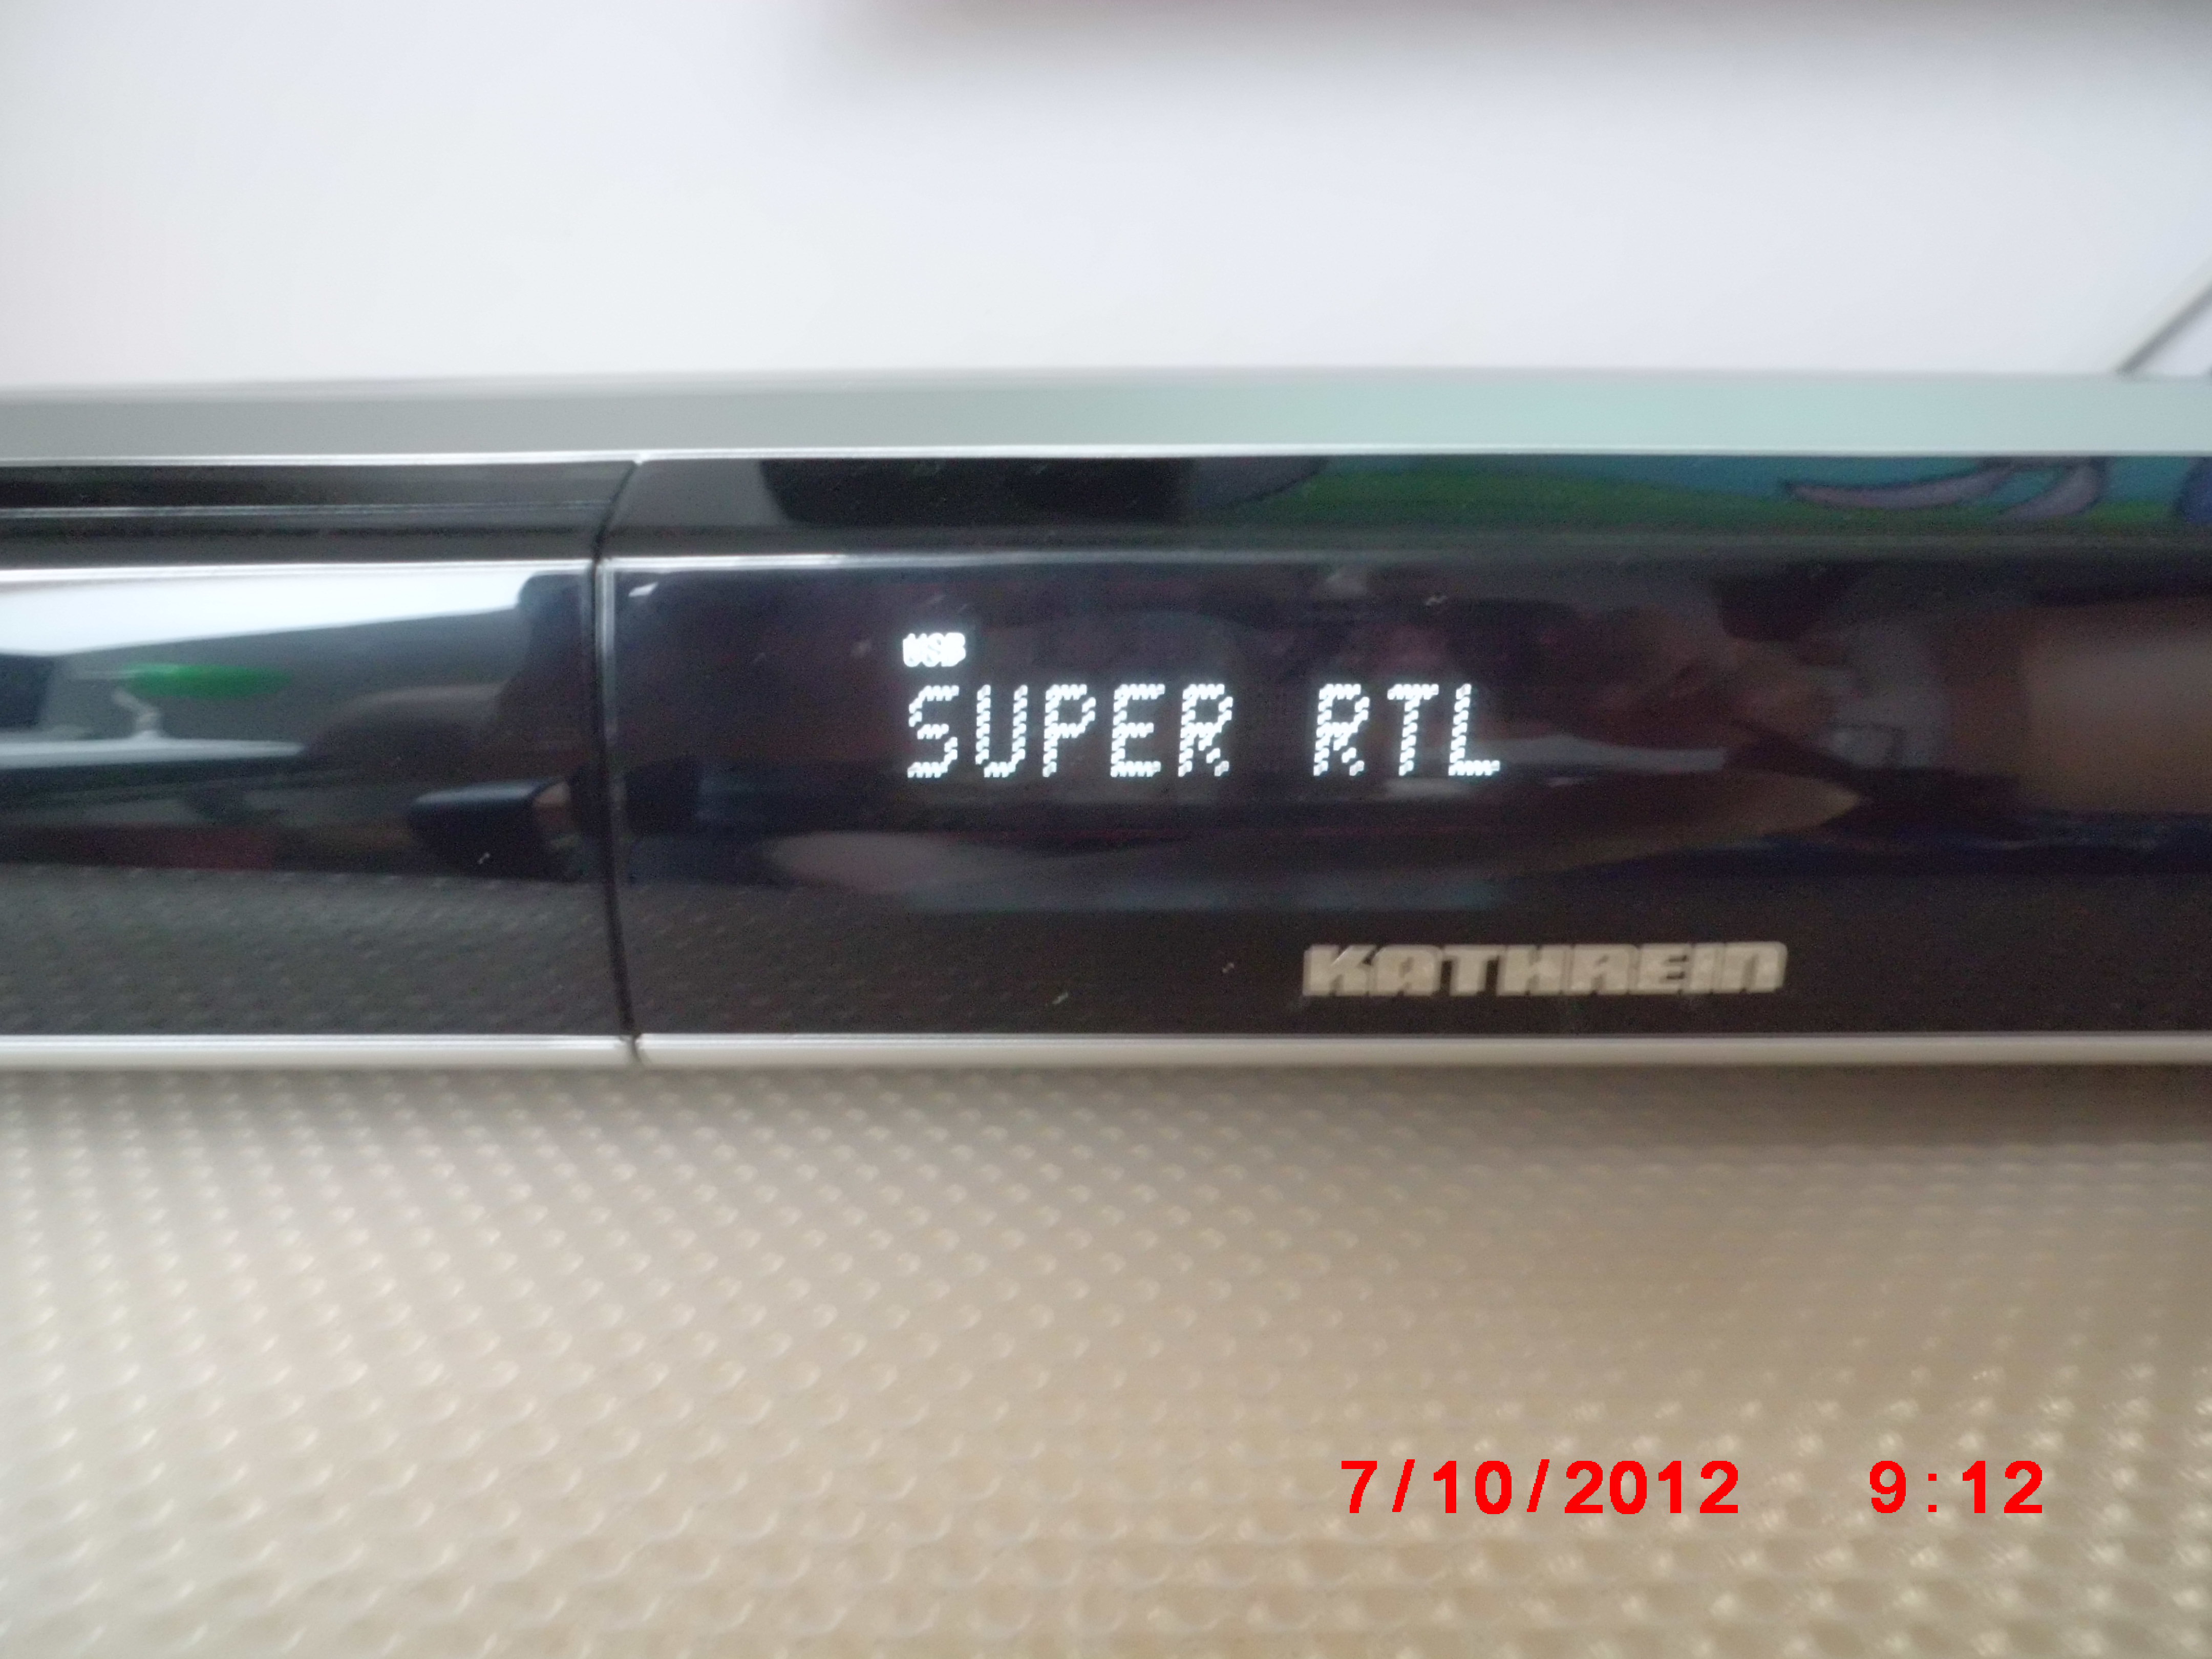 USB
SUPER RTL
KATHREIN
7/10/2012 9:12